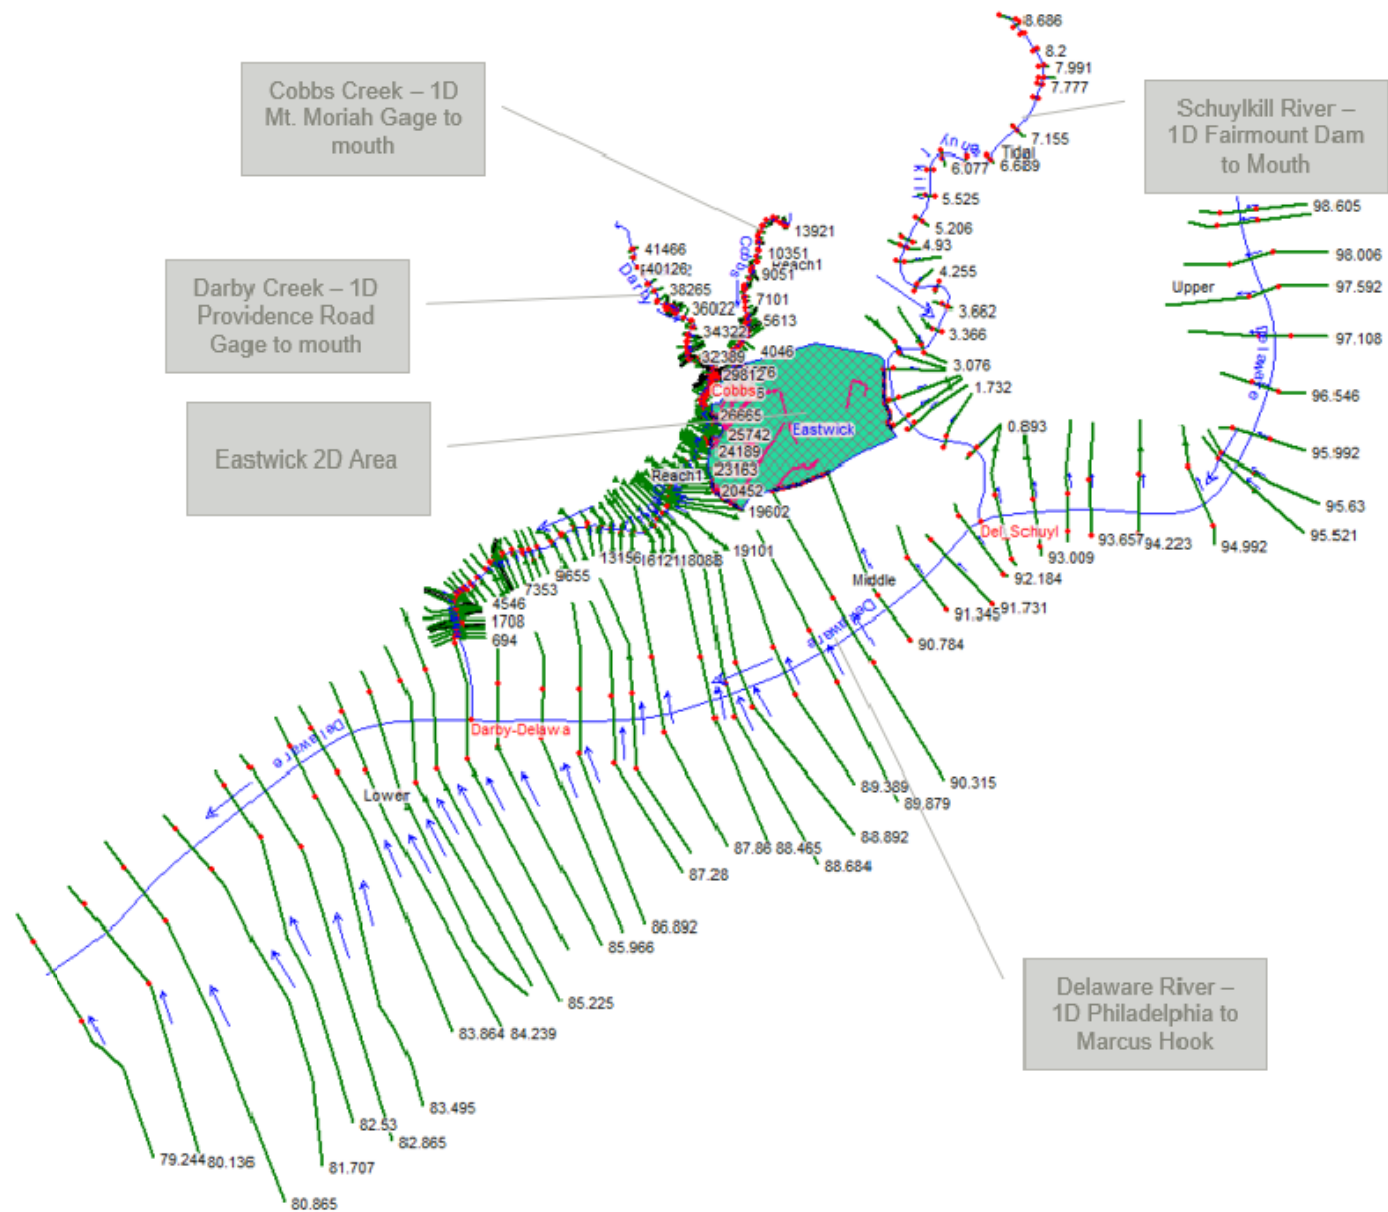 8.686
8.2
7.991
7.777
Cobbs Creek – 1D
Mt. Moriah Gage to
mouth
Schuylkill River –
1D Fairmount Dam
to Mouth
7.155
Tidal
6.689
6.077
5.525
5.206
4.93
4.255
3.662
3.366
3.076
1.732
0.893
98.605
98.006
97.592
Upper
97.108
Delaware
96.546
95.992
95.63
95.521
94.992
94.223
93.657
93.009
92.184
91.731
91.345
Del_Schuyl
13921
10351
Reach1
9051
Cobbs
7101
5613
4046
41466
40126
Darby
38265
36022
34322
32389
29812
Darby Creek – 1D
Providence Road
Gage to mouth
Eastwick 2D Area
Cobbs
26665
Eastwick
25742
24189
23163
Reach1
20452
19602
19101
18088
16121
13156
9655
7353
4546
1708
694
Middle
Delaware
90.784
90.315
89.879
89.389
88.892
88.684
88.465
87.86
87.28
86.892
85.966
85.225
84.239
83.864
83.495
82.865
82.53
81.707
80.865
80.136
79.244
Darby-Delawa
Delaware
Lower
Delaware River –
1D Philadelphia to
Marcus Hook